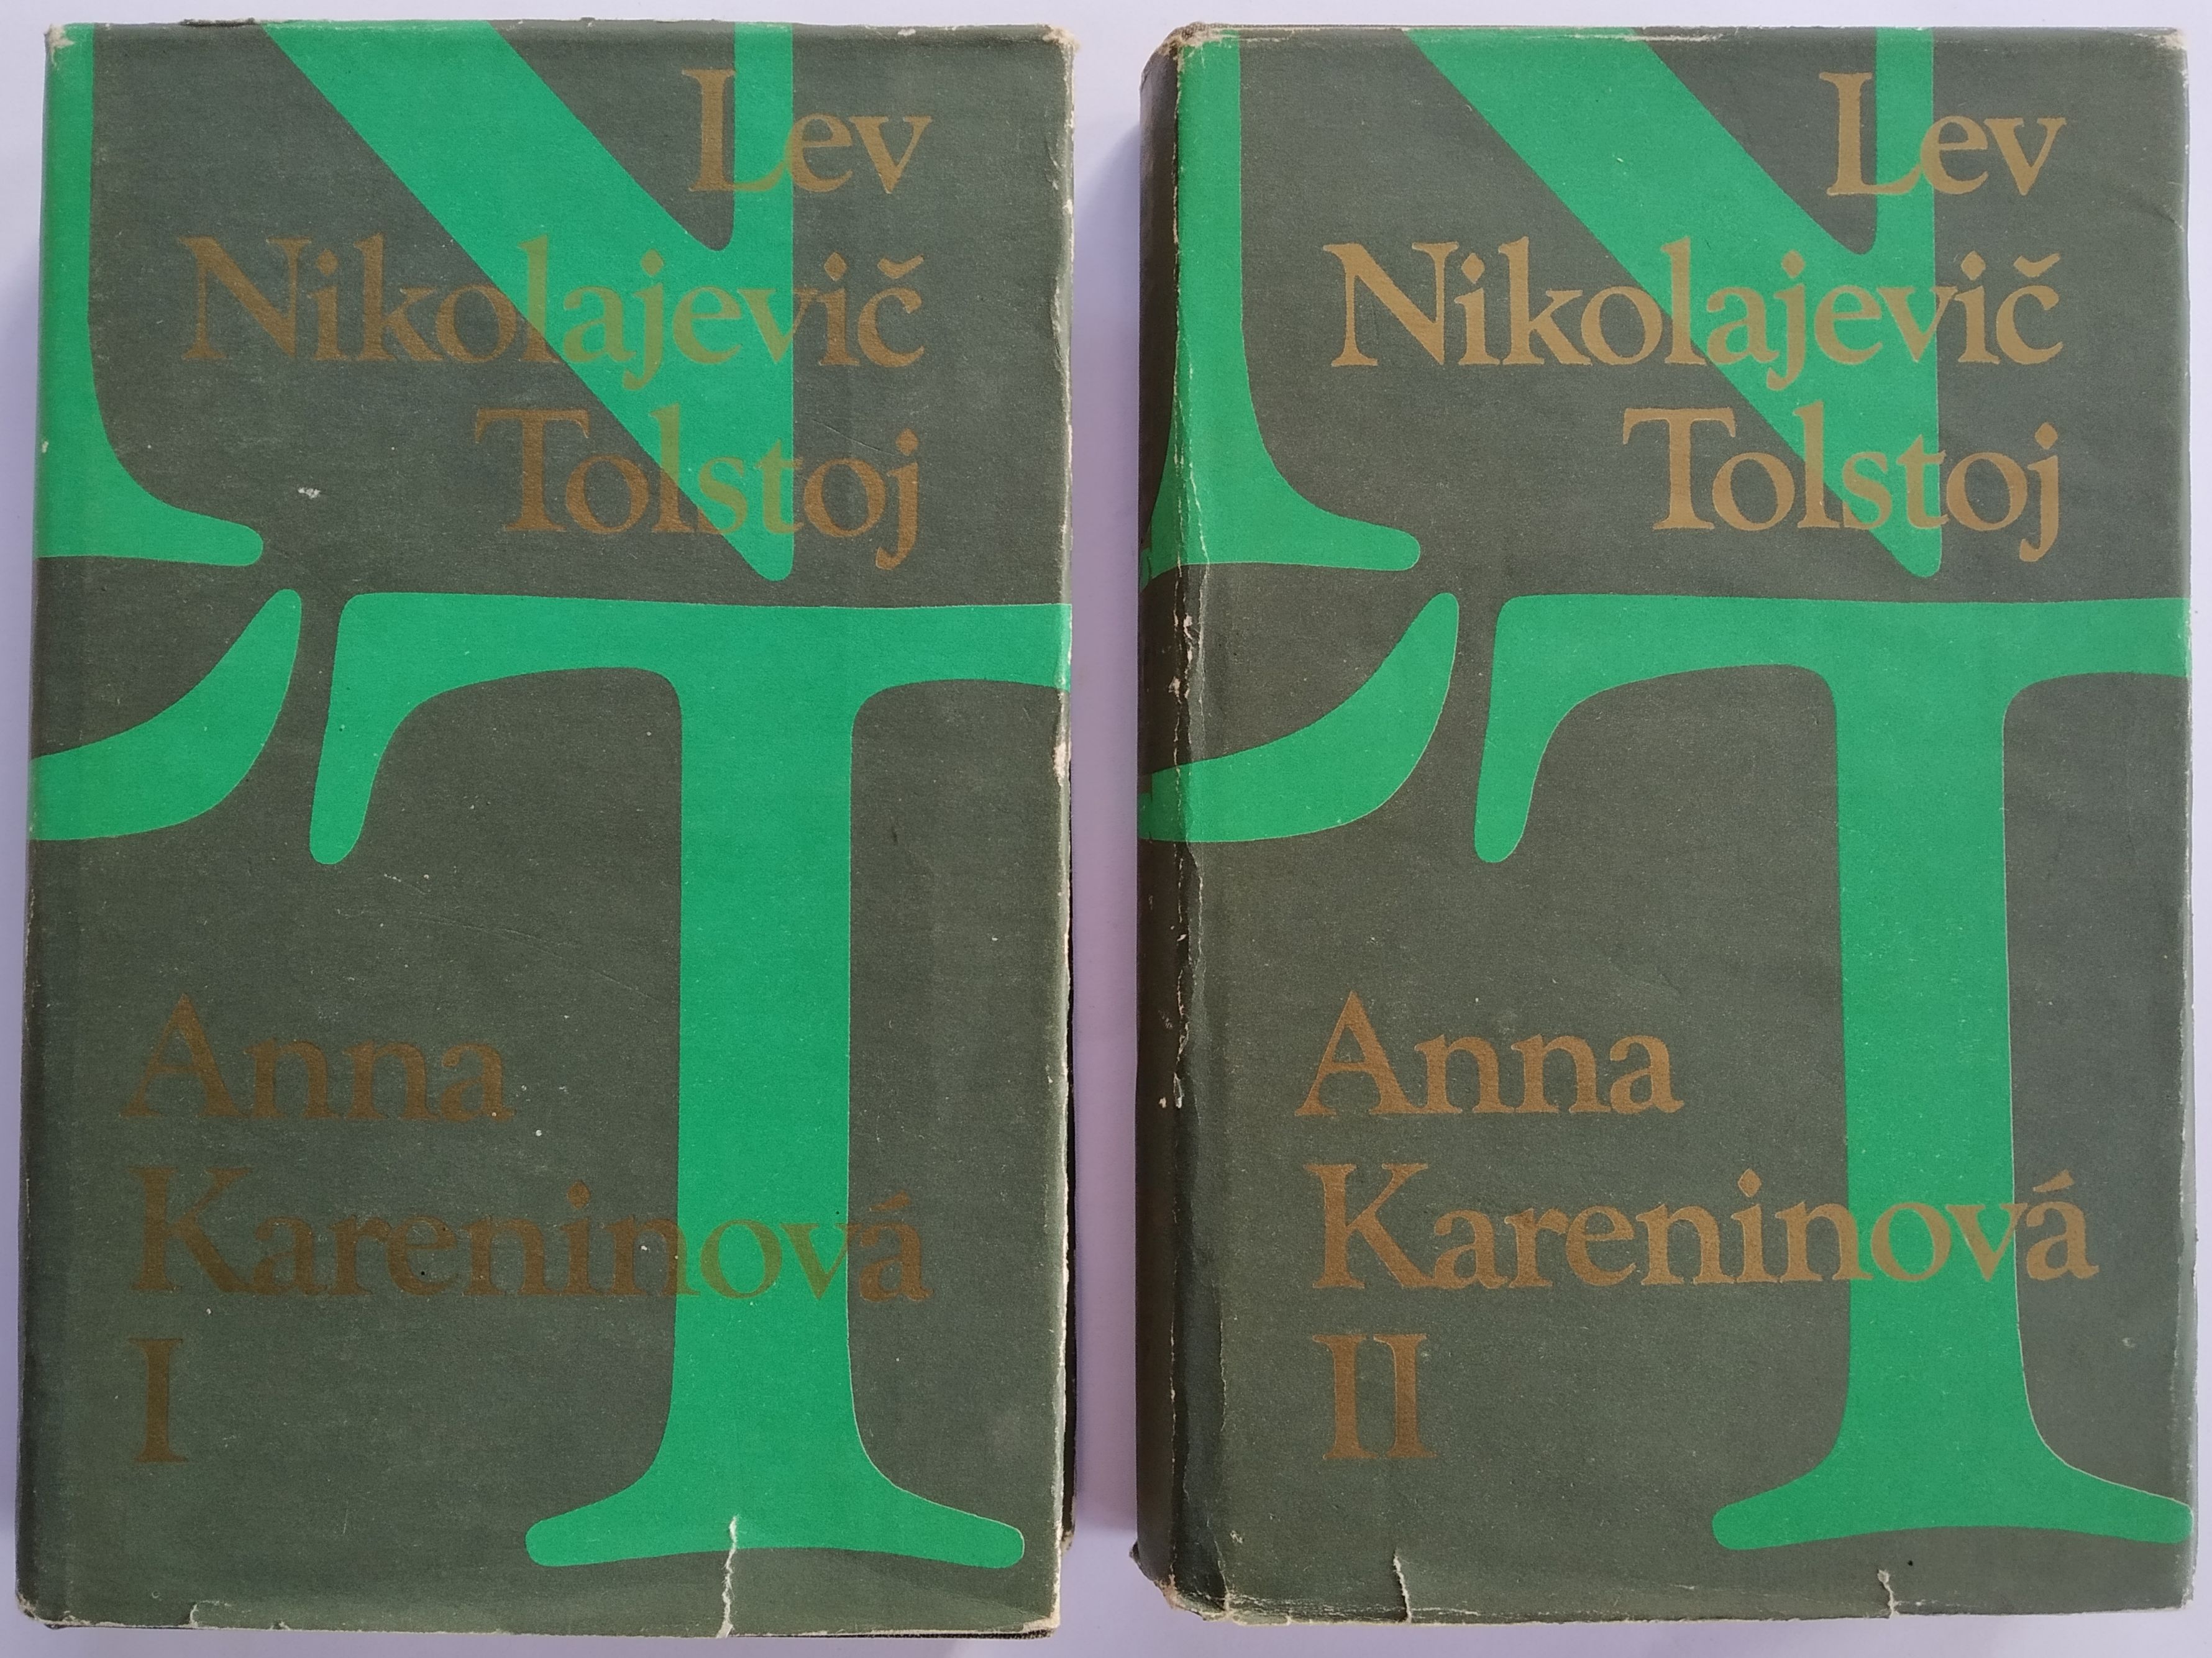 Lev
Nikolajevič
Tolstoj
Anna
Kareninová
I
Lev
Nikolajevič
Tolstoj
Anna
Kareninová
II